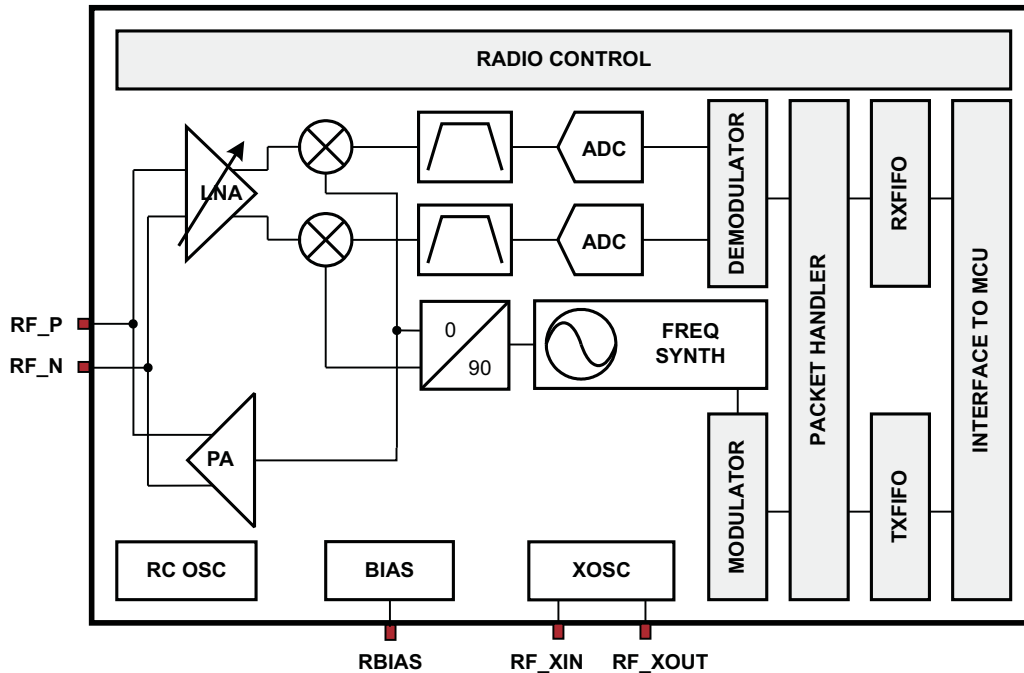 RADIO CONTROL
LNA
ADC
ADC
DEMODULATOR
PACKET HANDLER
RXFIFO
INTERFACE TO MCU
RF_P
RF_N
0
90
FREQ
SYNTH
PA
MODULATOR
TXFIFO
RC OSC
BIAS
XOSC
RBIAS
RF_XIN
RF_XOUT